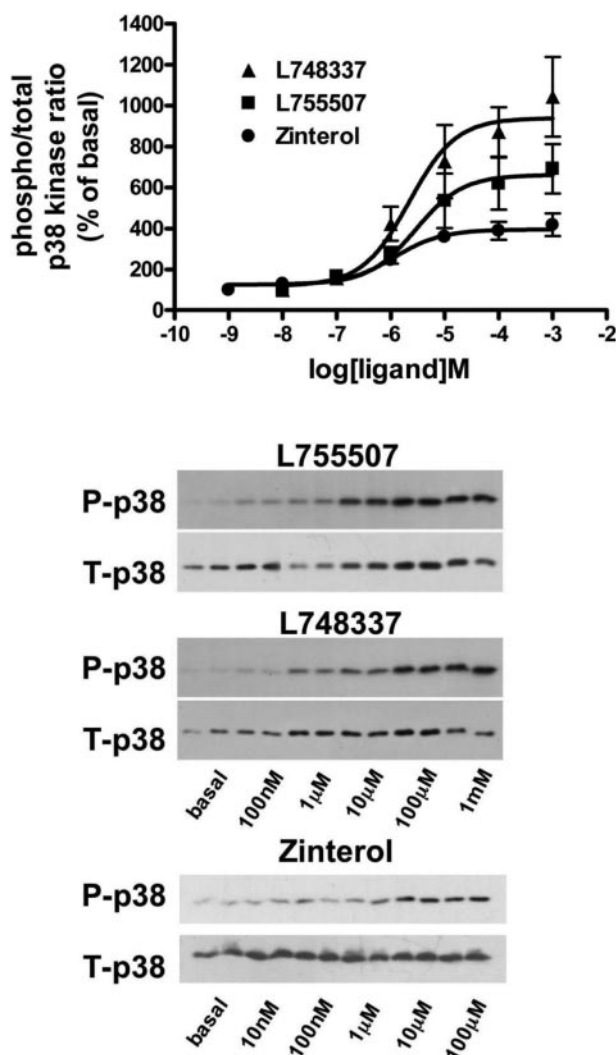 phospho/total
p38 kinase ratio
(% of basal)
1400
1200
1000
800
600
400
200
0
L748337
L755507
Zinterol
-10 -9 -8 -7 -6 -5 -4 -3 -2
log[ligand]M
L755507
P-p38
T-p38
L748337
P-p38
T-p38
basal 100nM 1μM 10μM 100μM 1mM
Zinterol
P-p38
T-p38
basal 10nM 100nM 1μM 10μM 100μM